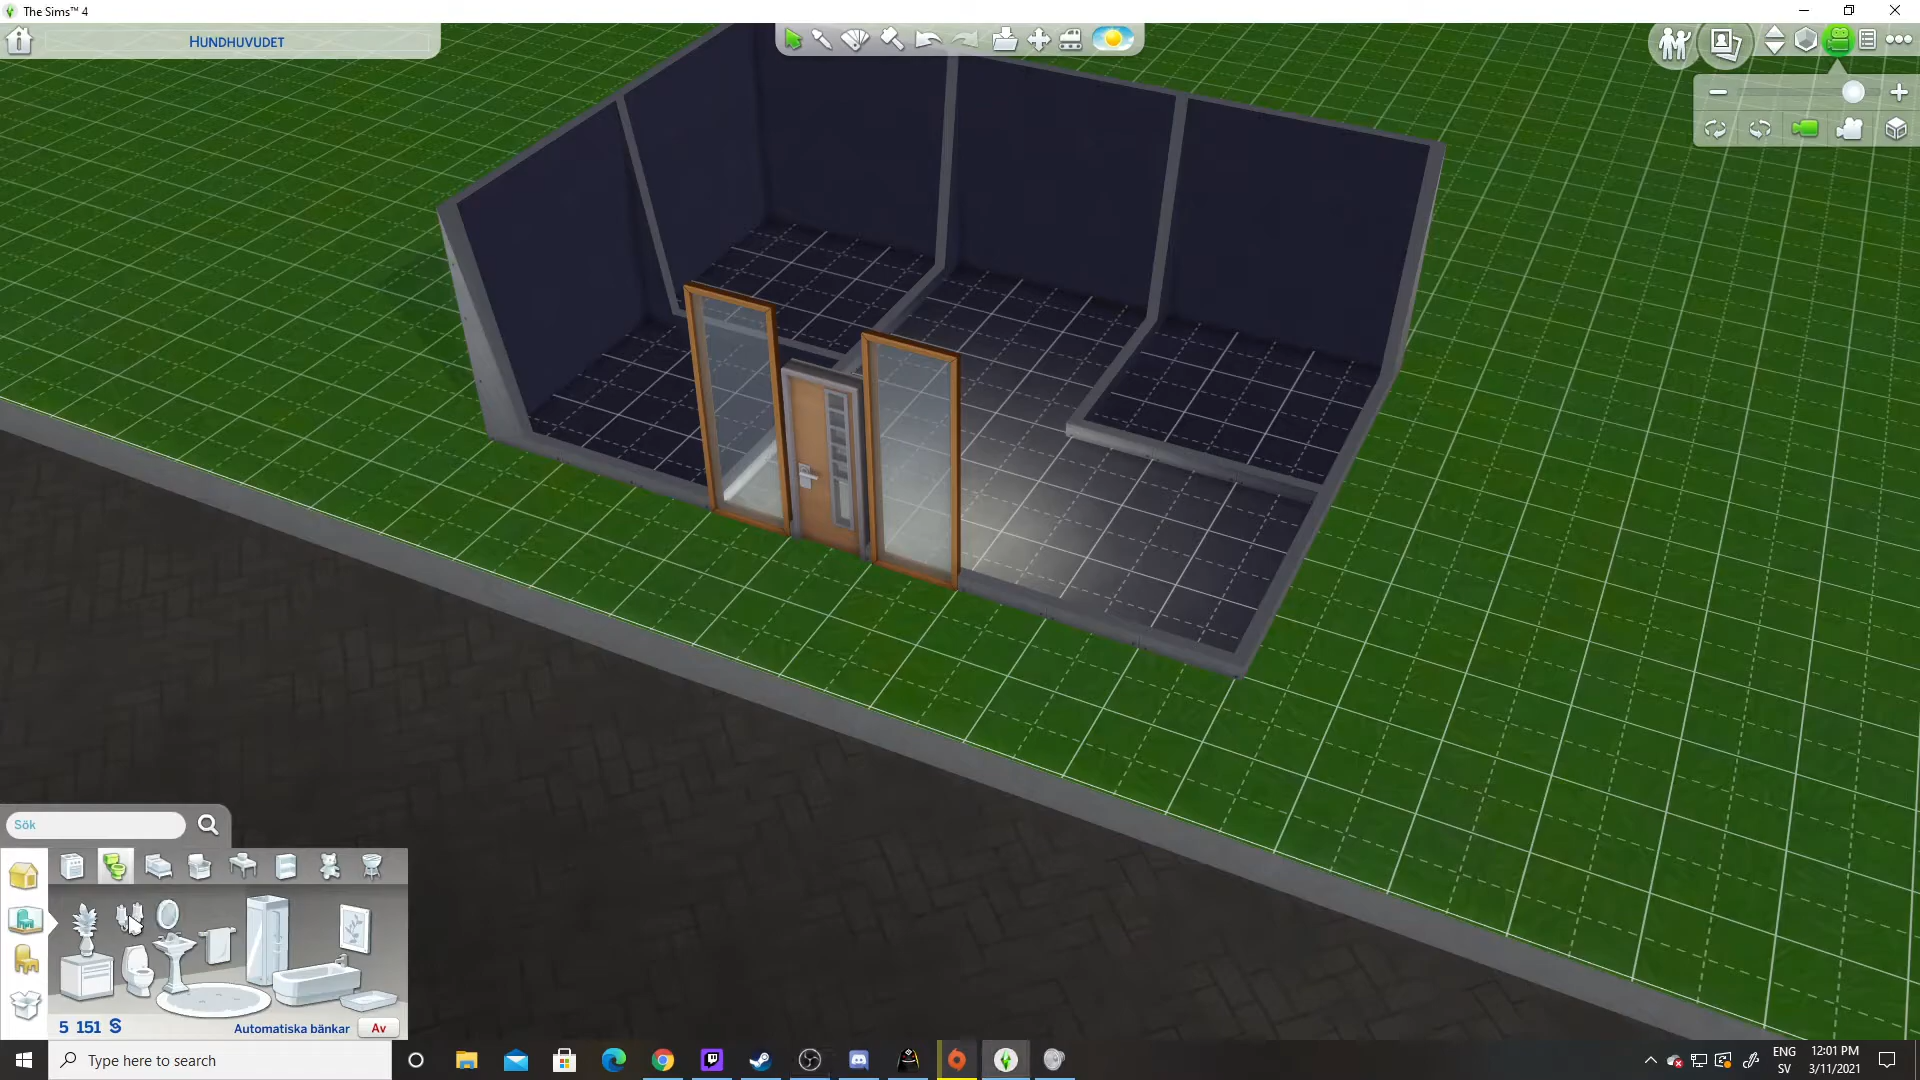 The Sims™ 4
HUNDHUVUDET
Sök
5 151 §
Automatiska bänkar
Av
Type here to search
ENG
SV
12:01 PM
3/11/2021